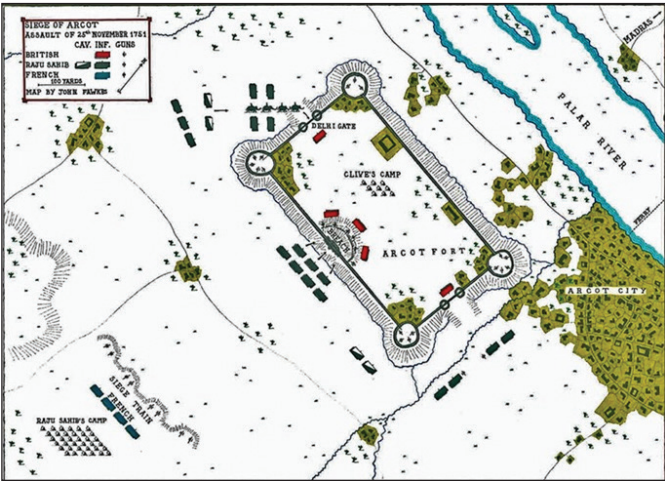 SIEGE OF ARCOT
ASSAULT OF 25TH NOVEMBER 1751
CAV. INF. GUNS
BRITISH
RAJU SAHIB
FRENCH
100 YARDS
MAP BY JOHN FAWKES
MADRAS
PALAR RIVER
DELHI GATE
CLIVE'S CAMP
FERRY
BREACH
ARCOT FORT
ARCOT CITY
SIEGE TRAIN
FRENCH
RAJU SAHIB'S CAMP